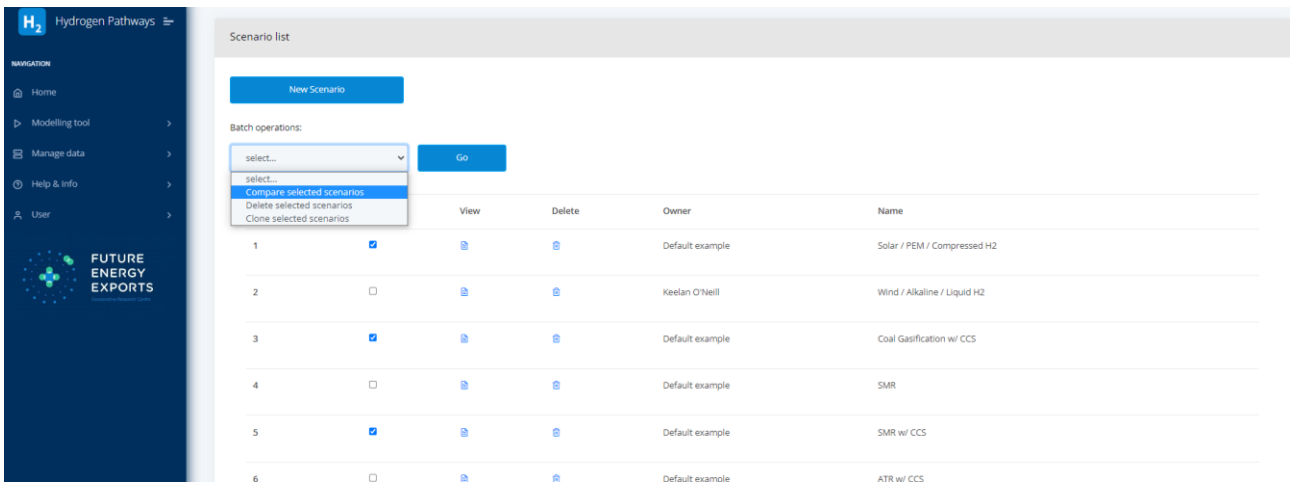 H2 Hydrogen Pathways
NAVIGATION
Home
Modelling tool
Manage data
Help & Info
User
FUTURE
ENERGY
EXPORTS
Cooperative Research Centre
Scenario list
New Scenario
Batch operations:
select...
Go
select...
Compare selected scenarios
Delete selected scenarios
Clone selected scenarios
View Delete Owner Name
1 Default example Solar / PEM / Compressed H2
2 Keelan O'Neill Wind / Alkaline / Liquid H2
3 Default example Coal Gasification w/ CCS
4 Default example SMR
5 Default example SMR w/ CCS
6 Default example ATR w/ CCS